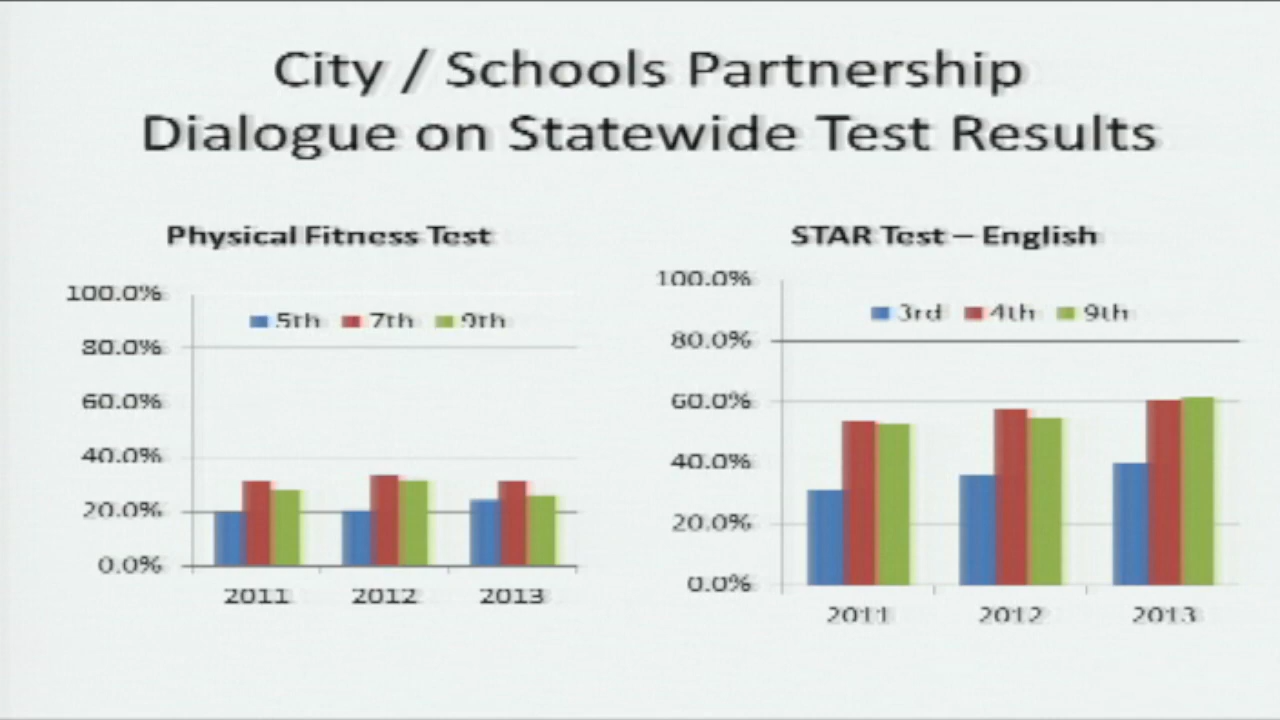 City / Schools Partnership
Dialogue on Statewide Test Results
Physical Fitness Test
100.0%
5th 7th 9th
80.0%
60.0%
40.0%
20.0%
0.0%
2011 2012 2013
STAR Test – English
100.0%
3rd 4th 9th
80.0%
60.0%
40.0%
20.0%
0.0%
2011 2012 2013